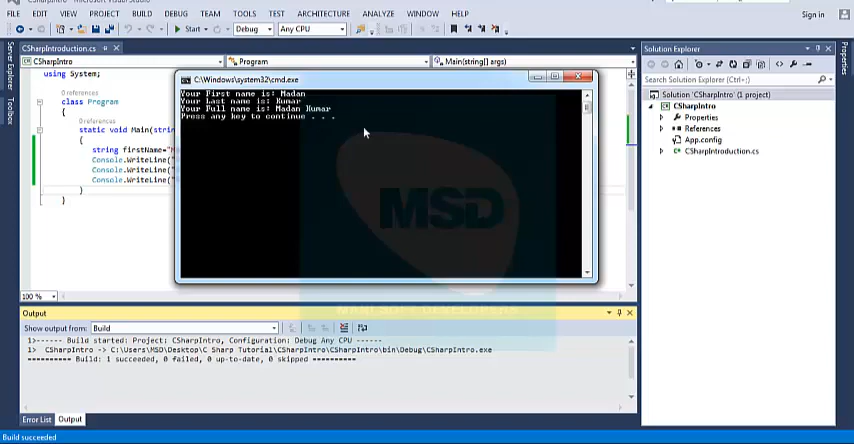 FILE EDIT VIEW PROJECT BUILD DEBUG TEAM TOOLS TEST ARCHITECTURE ANALYZE WINDOW HELP
Sign in
Start Debug Any CPU
CSharpIntroduction.cs
CSharpIntro Program Main(string[] args)
using System;
0 references
class Program
{
0 references
static void Main(strin
{
string firstName="M
Console.WriteLine("
Console.WriteLine("
Console.WriteLine("
}
}
100 %
C:\Windows\system32\cmd.exe
Your First name is: Madan
Your Last name is: Kumar
Your Full name is: Madan Kumar
Press any key to continue . . .
MSD
Output
Show output from: Build
1>------ Build started: Project: CSharpIntro, Configuration: Debug Any CPU ------
1> CSharpIntro -> C:\Users\MSD\Desktop\C Sharp Tutorial\CSharpIntro\CSharpIntro\bin\Debug\CSharpIntro.exe
========== Build: 1 succeeded, 0 failed, 0 up-to-date, 0 skipped ==========
Error List Output
Build succeeded
Server Explorer
Toolbox
Solution Explorer
Search Solution Explorer (Ctrl+;)
Solution 'CSharpIntro' (1 project)
CSharpIntro
Properties
References
App.config
CSharpIntroduction.cs
Properties